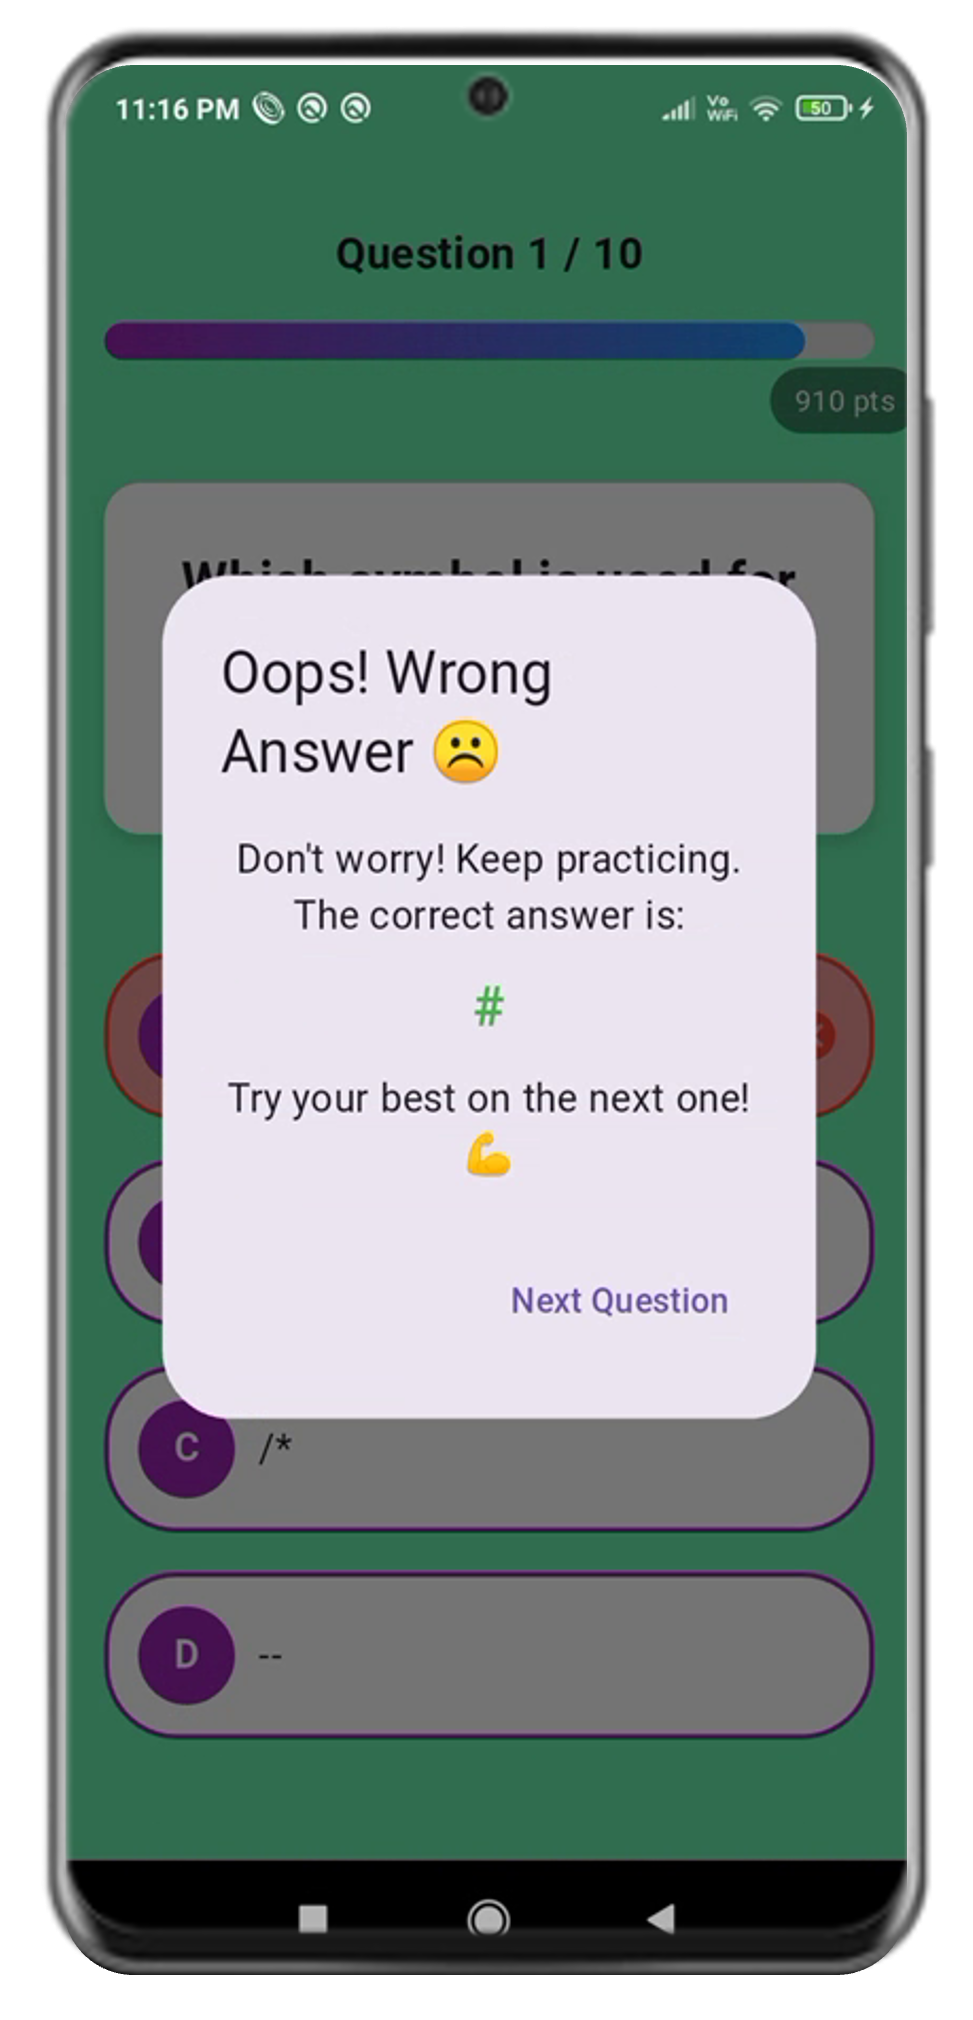 11:16 PM
Vo
WiFi
50
Question 1 / 10
910 pts
Which symbol is used for
Oops! Wrong
Answer ☹️
Don't worry! Keep practicing.
The correct answer is:
#
Try your best on the next one!
💪
Next Question
C /*
D --